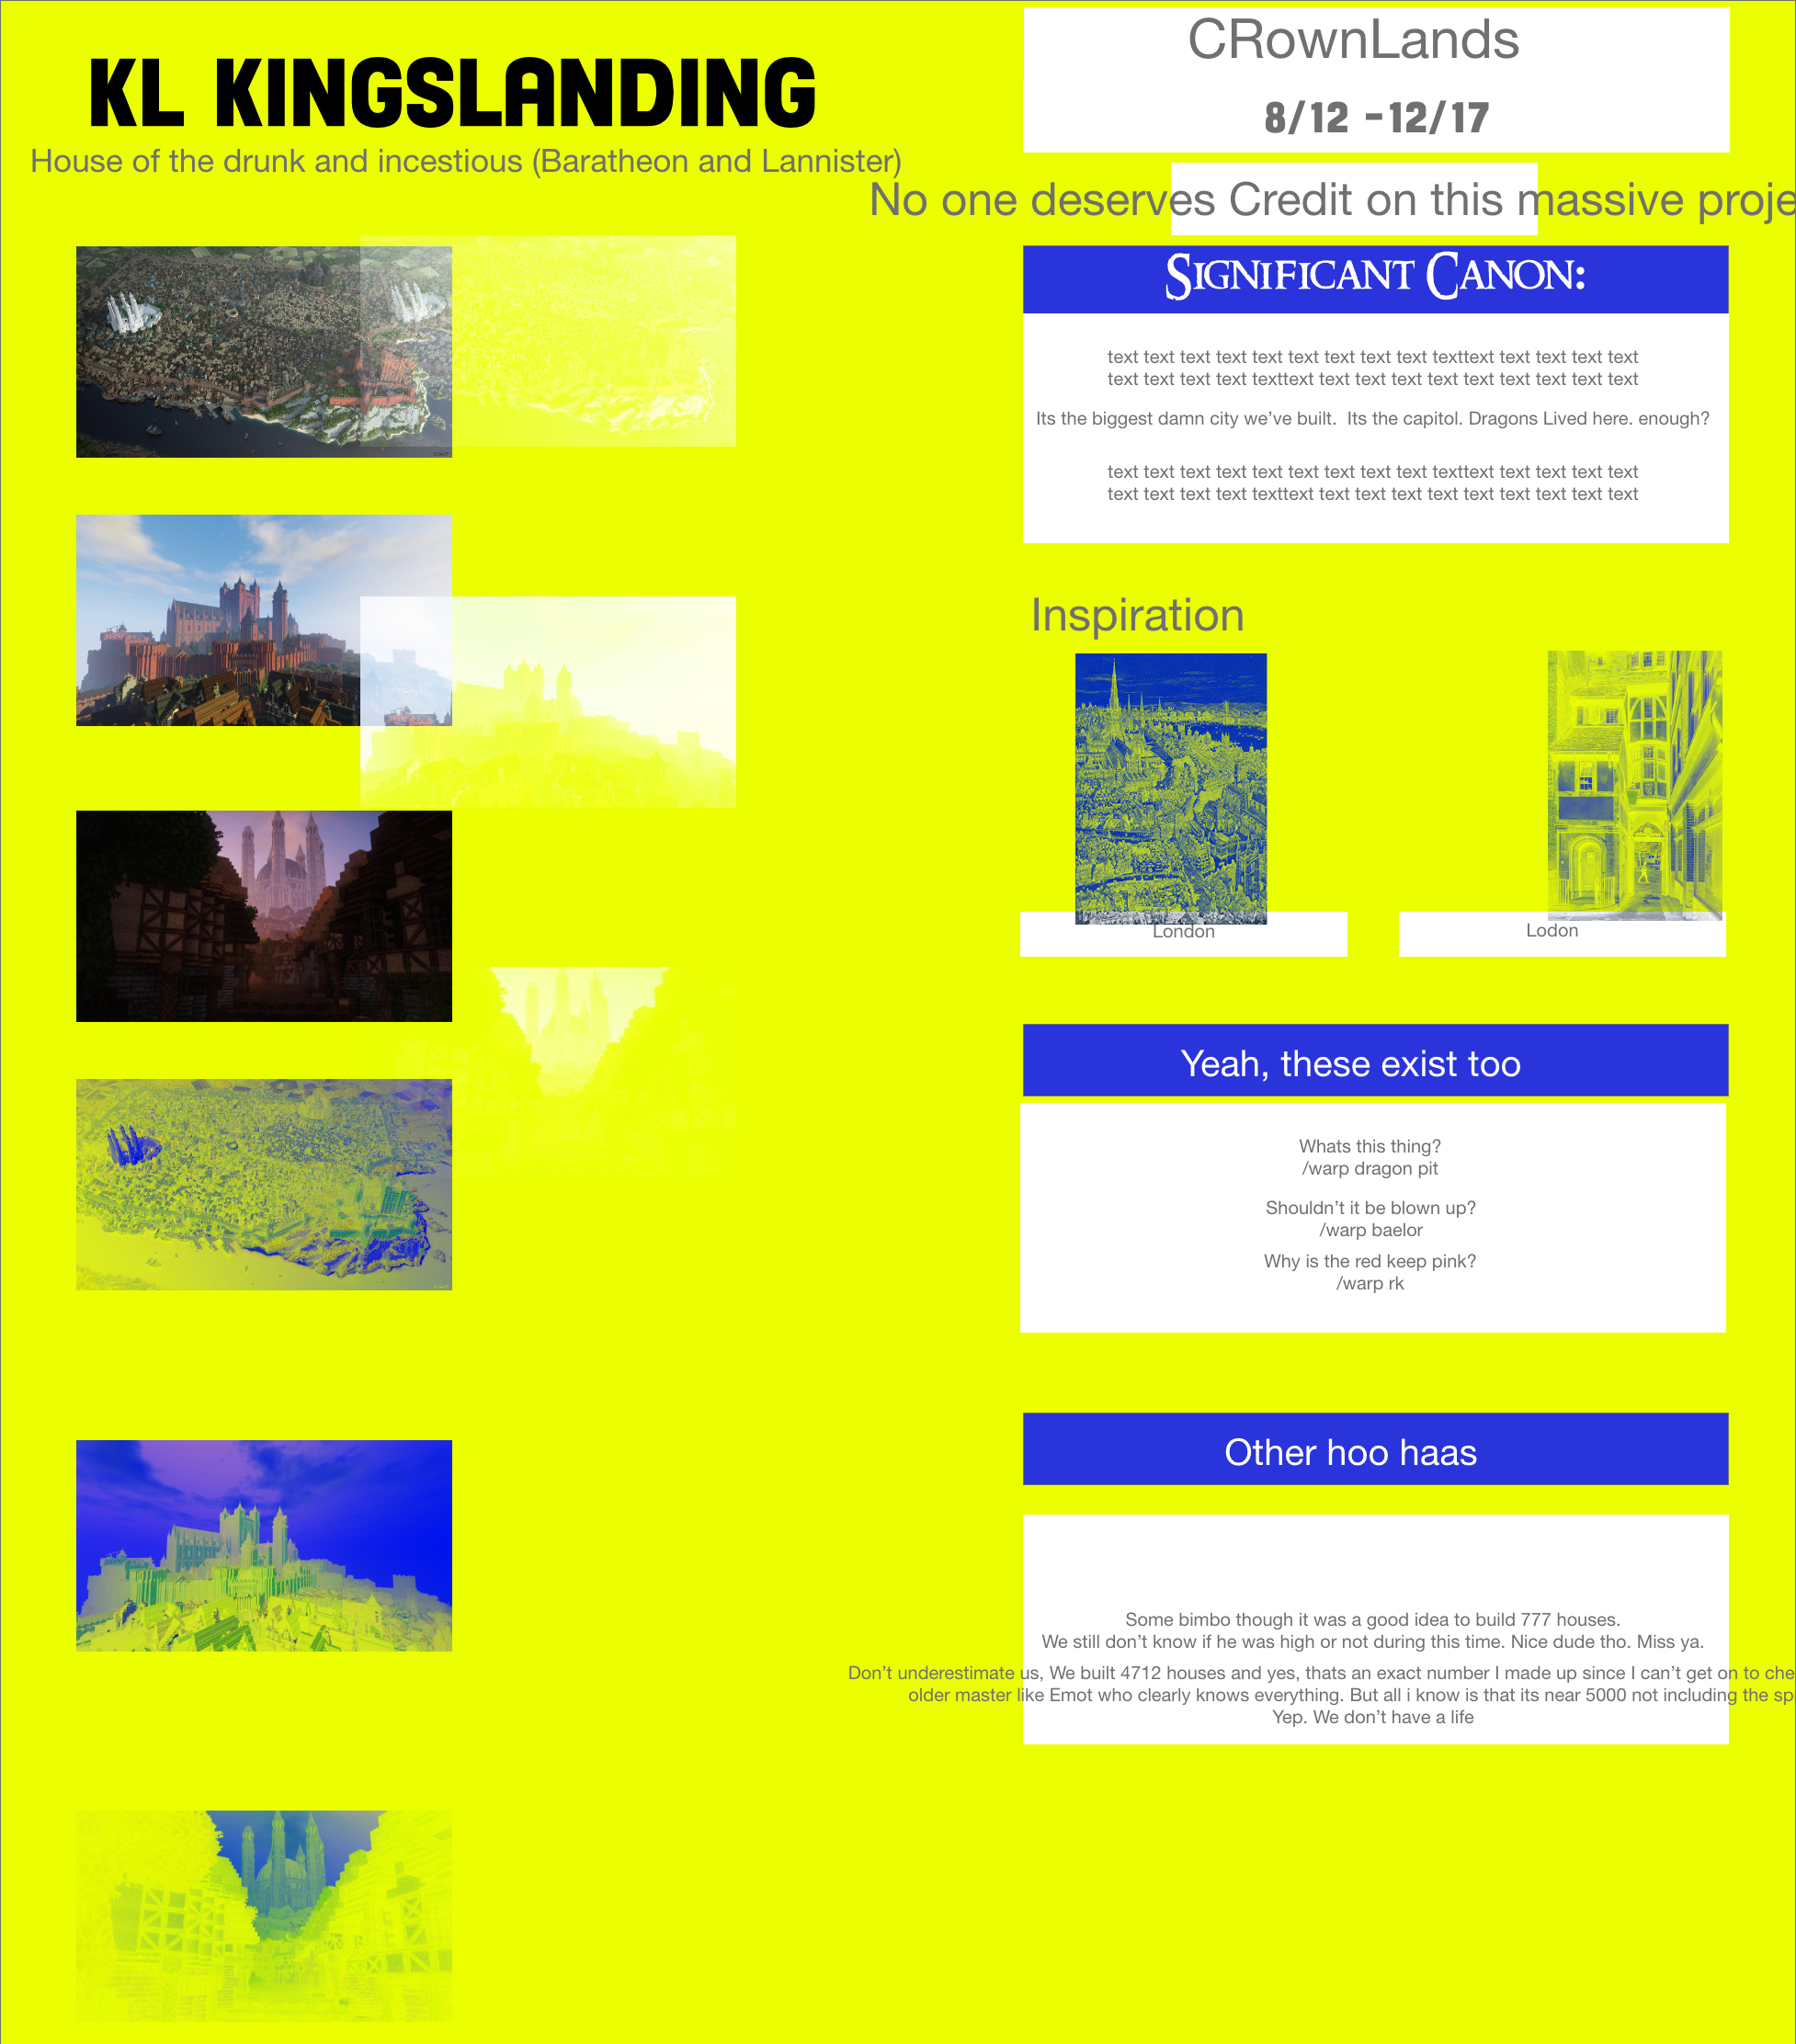 KL KINGSLANDING
House of the drunk and incestious (Baratheon and Lannister)
CRownLands
8/12 -12/17
No one deserves Credit on this massive proje
SIGNIFICANT CANON:
text text text text text text text text text texttext text text text text
text text text text texttext text text text text text text text text text
Its the biggest damn city we’ve built.  Its the capitol. Dragons Lived here. enough?
text text text text text text text text text texttext text text text text
text text text text texttext text text text text text text text text text
Inspiration
London
Lodon
Yeah, these exist too
Whats this thing?
/warp dragon pit
Shouldn’t it be blown up?
/warp baelor
Why is the red keep pink?
/warp rk
Other hoo haas
Some bimbo though it was a good idea to build 777 houses.
We still don’t know if he was high or not during this time. Nice dude tho. Miss ya.
Don’t underestimate us, We built 4712 houses and yes, thats an exact number I made up since I can’t get on to che
older master like Emot who clearly knows everything. But all i know is that its near 5000 not including the sp
Yep. We don’t have a life